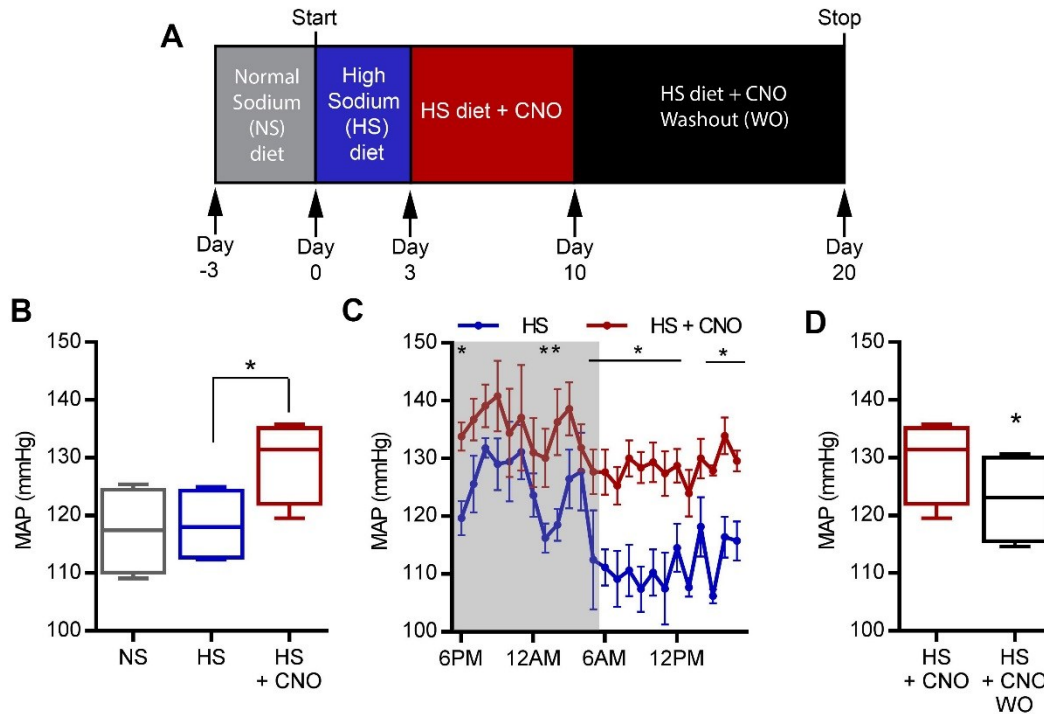 A
Start
Stop
Normal
Sodium
(NS)
diet
High
Sodium
(HS)
diet
HS diet + CNO
HS diet + CNO
Washout (WO)
Day
-3
Day
0
Day
3
Day
10
Day
20
B
MAP (mmHg)
150
140
130
120
110
100
*
NS
HS
HS
+ CNO
C
HS
HS + CNO
MAP (mmHg)
150
140
130
120
110
100
*
**
*
*
6PM
12AM
6AM
12PM
D
MAP (mmHg)
150
140
130
120
110
100
*
HS
+ CNO
HS
+ CNO
WO